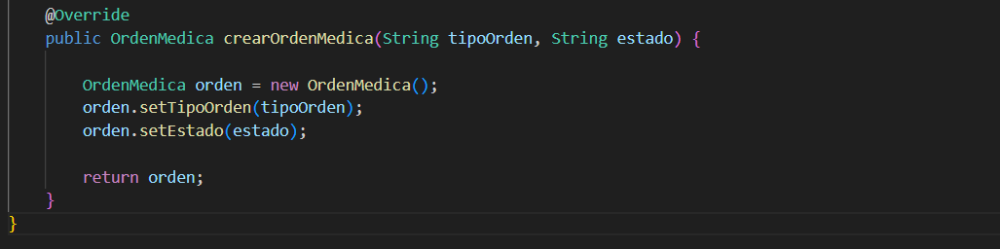 @Override
public OrdenMedica crearOrdenMedica(String tipoOrden, String estado) {
OrdenMedica orden = new OrdenMedica();
orden.setTipoOrden(tipoOrden);
orden.setEstado(estado);
return orden;
}
}